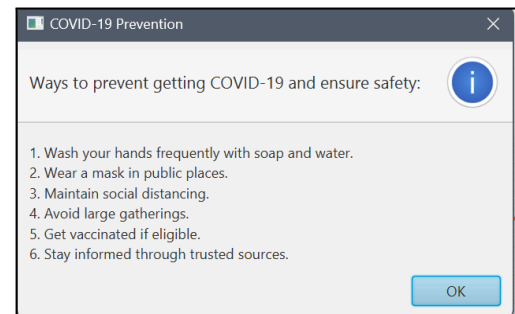 COVID-19 Prevention
Ways to prevent getting COVID-19 and ensure safety:
1. Wash your hands frequently with soap and water.
2. Wear a mask in public places.
3. Maintain social distancing.
4. Avoid large gatherings.
5. Get vaccinated if eligible.
6. Stay informed through trusted sources.
OK